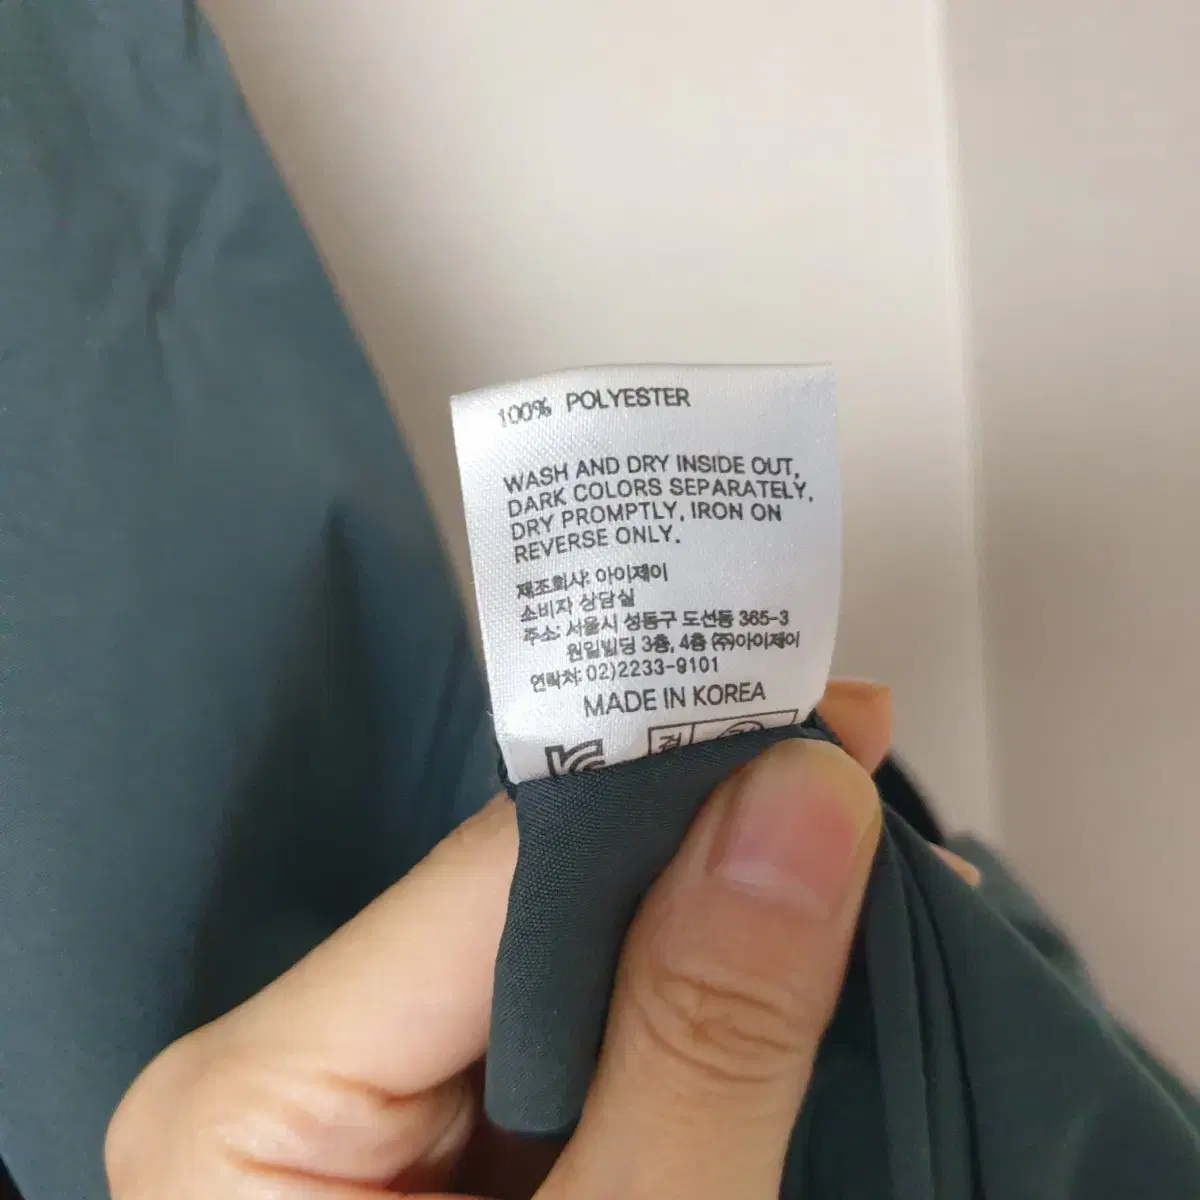 100% POLYESTER
WASH AND DRY INSIDE OUT,
DARK COLORS SEPARATELY,
DRY PROMPTLY, IRON ON
REVERSE ONLY.
제조회사: 아이제이
소비자 상담실
주소: 서울시 성동구 도선동 365-3
원일빌딩 3층, 4층 (주)아이제이
연락처: 02)2233-9101
MADE IN KOREA